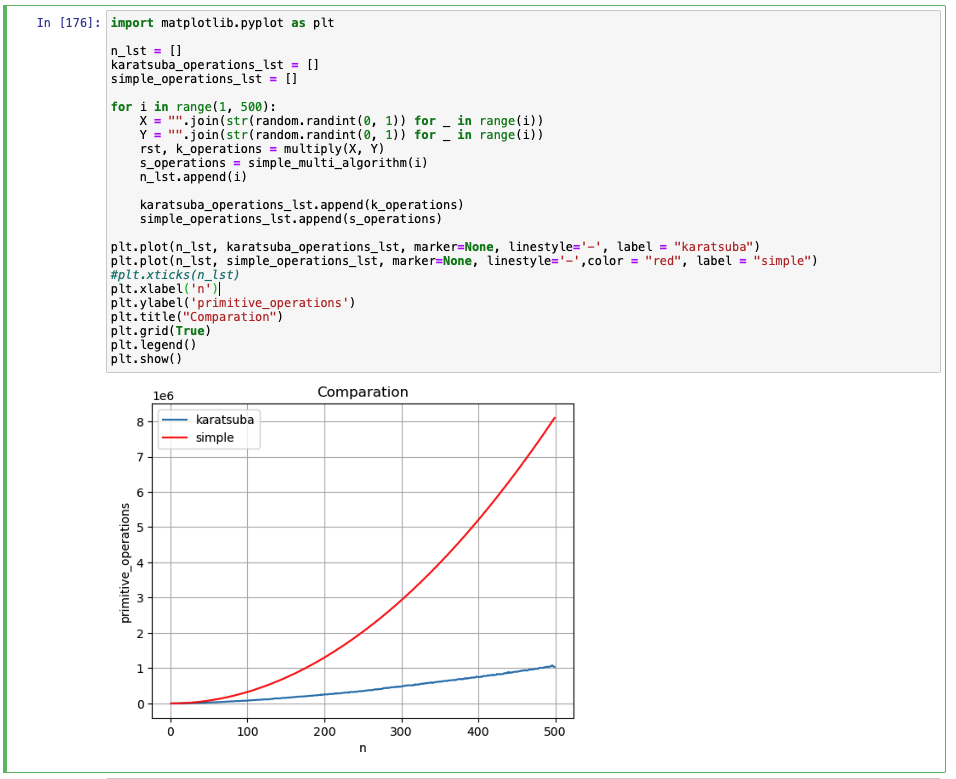 In [176]: import matplotlib.pyplot as plt
n_lst = []
karatsuba_operations_lst = []
simple_operations_lst = []
for i in range(1, 500):
    X = "".join(str(random.randint(0, 1)) for _ in range(i))
    Y = "".join(str(random.randint(0, 1)) for _ in range(i))
    rst, k_operations = multiply(X, Y)
    s_operations = simple_multi_algorithm(i)
    n_lst.append(i)
    karatsuba_operations_lst.append(k_operations)
    simple_operations_lst.append(s_operations)
plt.plot(n_lst, karatsuba_operations_lst, marker=None, linestyle='-', label = "karatsuba")
plt.plot(n_lst, simple_operations_lst, marker=None, linestyle='-',color = "red", label = "simple")
#plt.xticks(n_lst)
plt.xlabel('n')
plt.ylabel('primitive_operations')
plt.title("Comparation")
plt.grid(True)
plt.legend()
plt.show()
Comparation
1e6
karatsuba
simple
8
7
6
5
4
3
2
1
0
primitive_operations
0 100 200 300 400 500
n